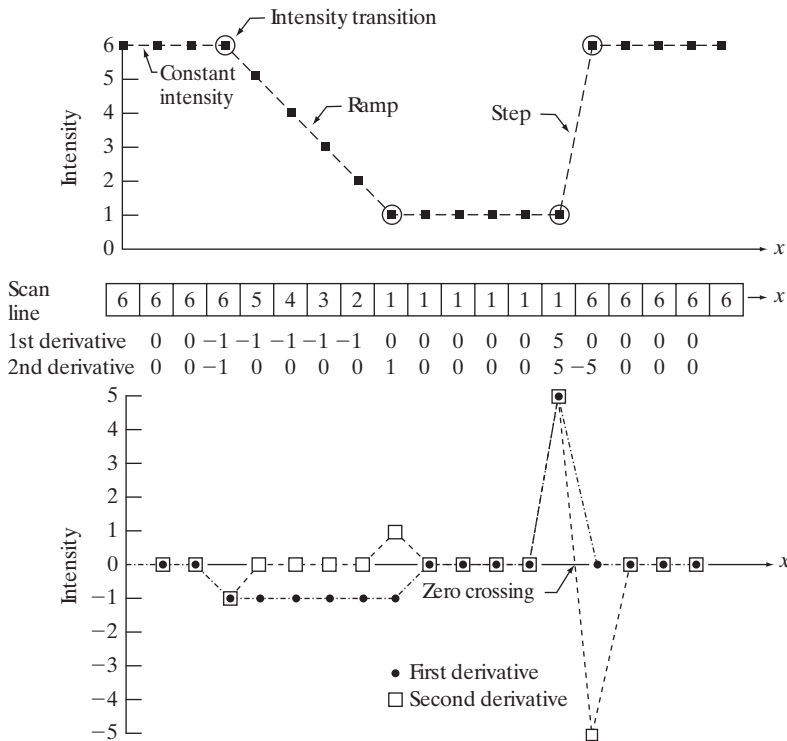 Intensity transition
6
Constant
intensity
5
4
Ramp
Step
3
2
1
0
Intensity
x
Scan
line
6 6 6 6 5 4 3 2 1 1 1 1 1 1 6 6 6 6 6
x
1st derivative 0 0 −1 −1 −1 −1 −1 0 0 0 0 0 5 0 0 0 0
2nd derivative 0 0 −1 0 0 0 0 1 0 0 0 0 5 −5 0 0 0
5
4
3
2
1
0
x
Zero crossing
−1
−2
−3
−4
−5
Intensity
First derivative
Second derivative